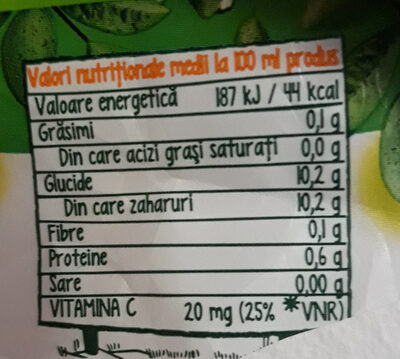 Valori nutriționale medii la 100 ml produs
Valoare energetică 187 kJ / 44 kcal
Grăsimi 0,1 g
Din care acizi grași saturați 0,0 g
Glucide 10,2 g
Din care zaharuri 10,2 g
Fibre 0,1 g
Proteine 0,6 g
Sare 0,00 g
VITAMINA C 20 mg (25% *VNR)